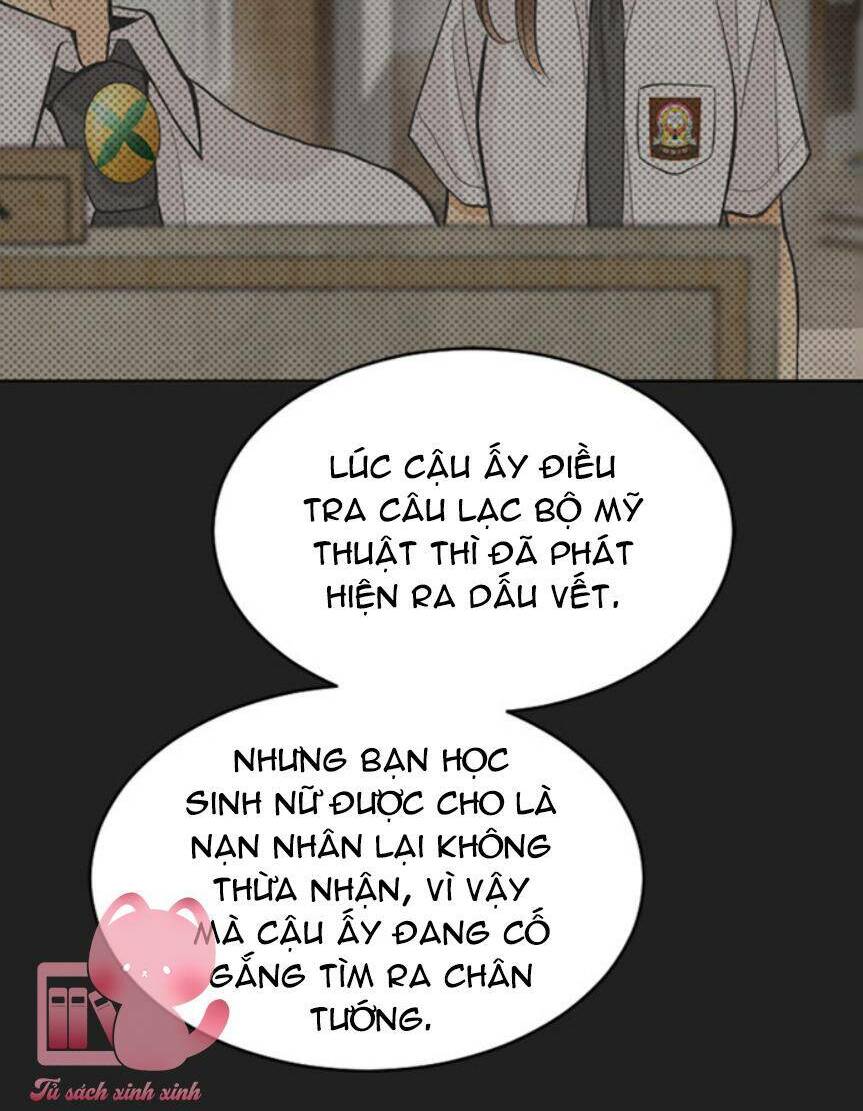 LÚC CẬU ẤY ĐIỀU
TRA CÂU LẠC BỘ MỸ
THUẬT THÌ ĐÃ PHÁT
HIỆN RA DẤU VẾT.
NHƯNG BẠN HỌC
SINH NỮ ĐƯỢC CHO LÀ
NẠN NHÂN LẠI KHÔNG
THỪA NHẬN, VÌ VẬY
MÀ CẬU ẤY ĐANG CỐ
GẮNG TÌM RA CHÂN
TƯỚNG.
Tủ sách xinh xinh